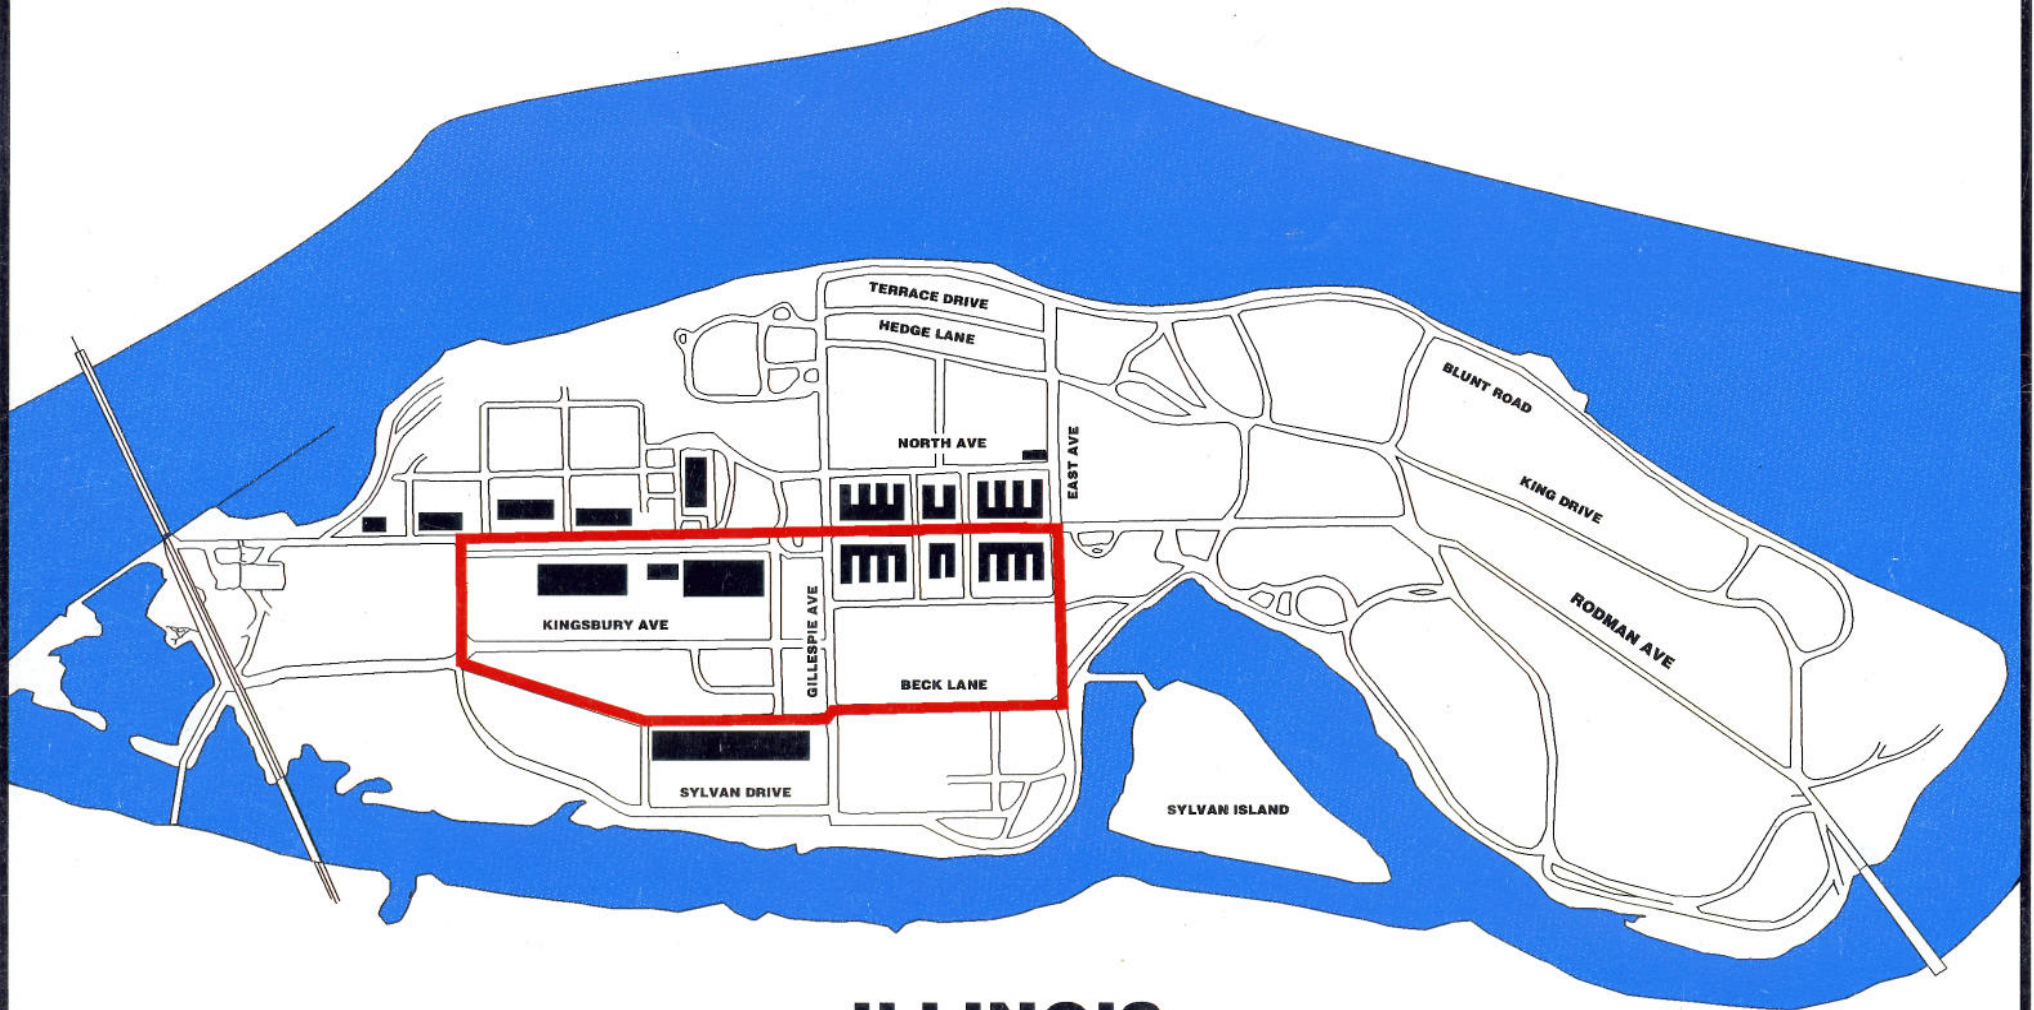 TERRACE DRIVE
HEDGE LANE
BLUNT ROAD
NORTH AVE
EAST AVE
KING DRIVE
KINGSBURY AVE
GILLESPIE AVE
RODMAN AVE
BECK LANE
SYLVAN DRIVE
SYLVAN ISLAND
ILLINOIS